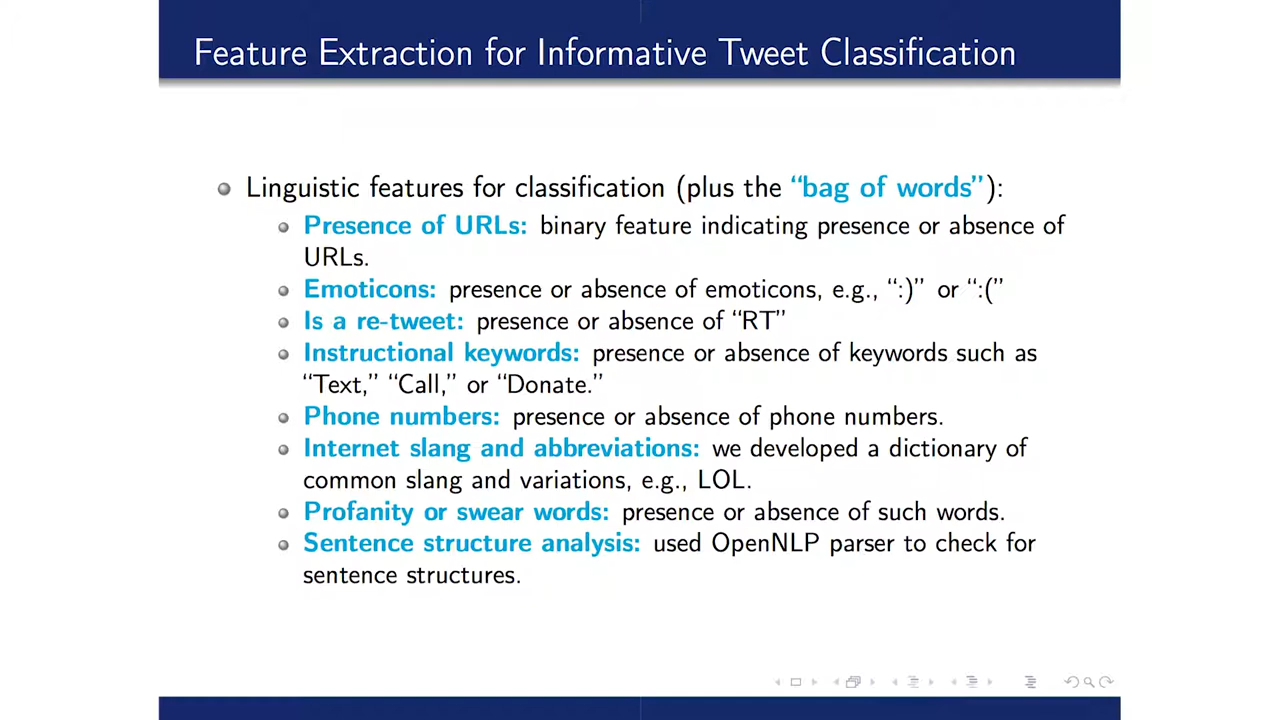 Feature Extraction for Informative Tweet Classification
Linguistic features for classification (plus the “bag of words”):
Presence of URLs: binary feature indicating presence or absence of
URLs.
Emoticons: presence or absence of emoticons, e.g., “:)” or “:(”
Is a re-tweet: presence or absence of “RT”
Instructional keywords: presence or absence of keywords such as
“Text,” “Call,” or “Donate.”
Phone numbers: presence or absence of phone numbers.
Internet slang and abbreviations: we developed a dictionary of
common slang and variations, e.g., LOL.
Profanity or swear words: presence or absence of such words.
Sentence structure analysis: used OpenNLP parser to check for
sentence structures.